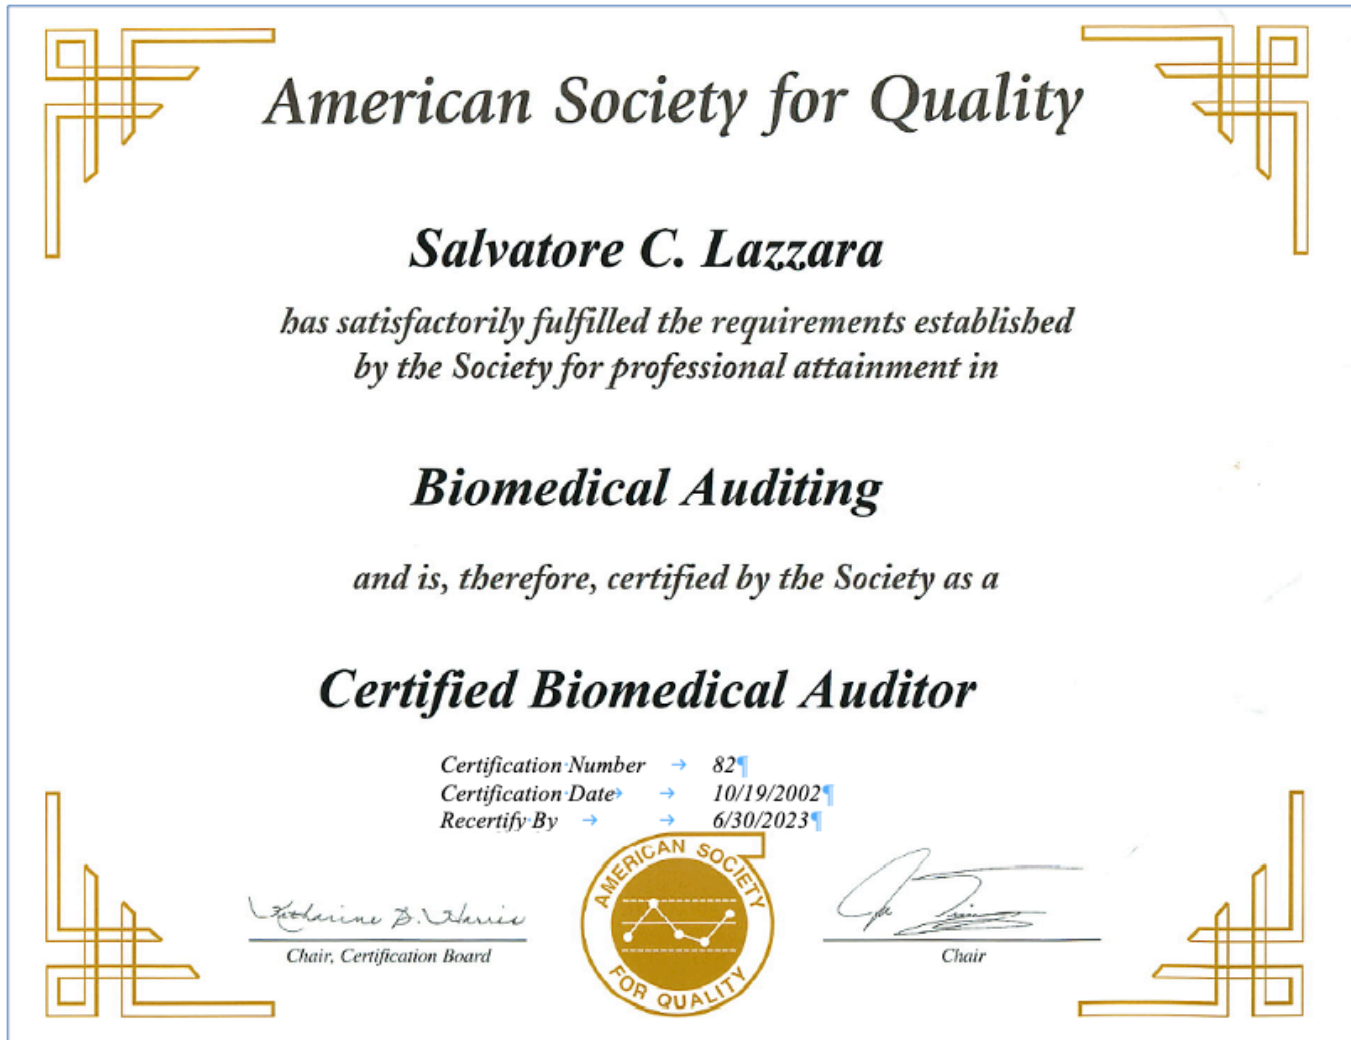 American Society for Quality
Salvatore C. Lazzara
has satisfactorily fulfilled the requirements established
by the Society for professional attainment in
Biomedical Auditing
and is, therefore, certified by the Society as a
Certified Biomedical Auditor
Certification·Number → 82¶
Certification·Date→ → 10/19/2002¶
Recertify·By → → 6/30/2023¶
AMERICAN SOCIETY
FOR QUALITY
Katharine B. Harris
Chair, Certification Board
Chair